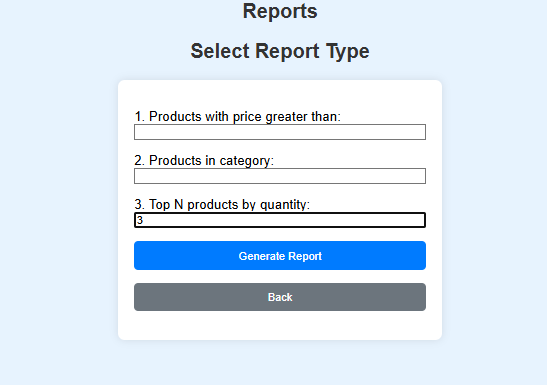 Reports
Select Report Type
1. Products with price greater than:
2. Products in category:
3. Top N products by quantity:
3
Generate Report
Back